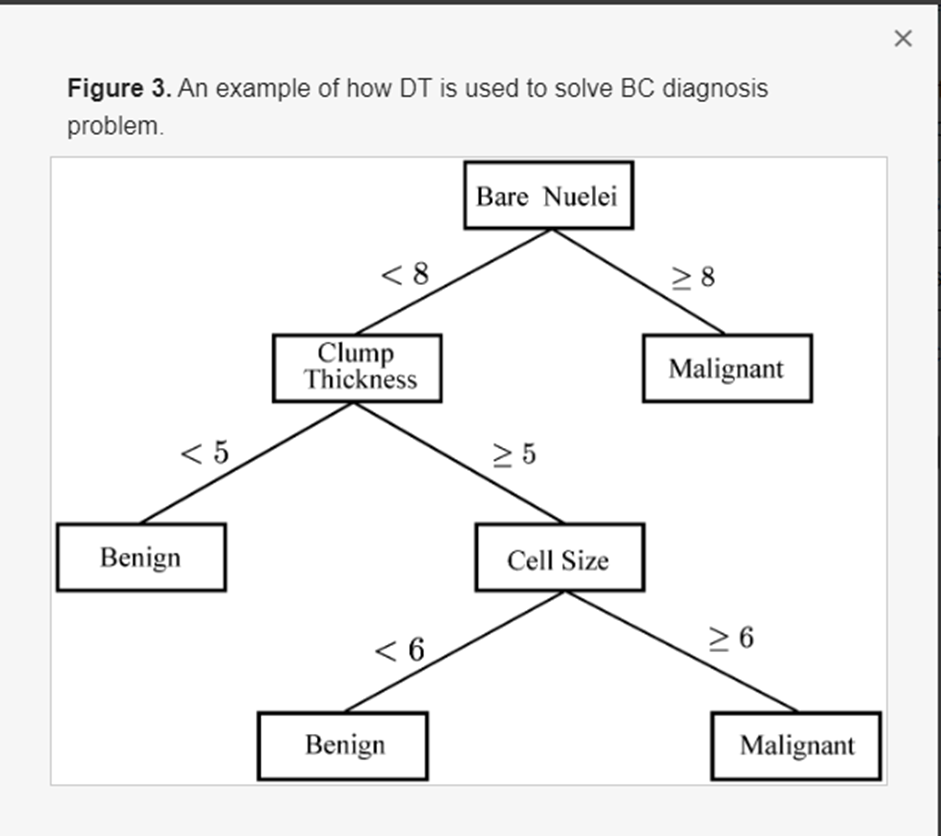 Figure 3. An example of how DT is used to solve BC diagnosis
problem.
Bare Nuelei
< 8
≥ 8
Clump
Thickness
Malignant
< 5
≥ 5
Benign
Cell Size
< 6
≥ 6
Benign
Malignant